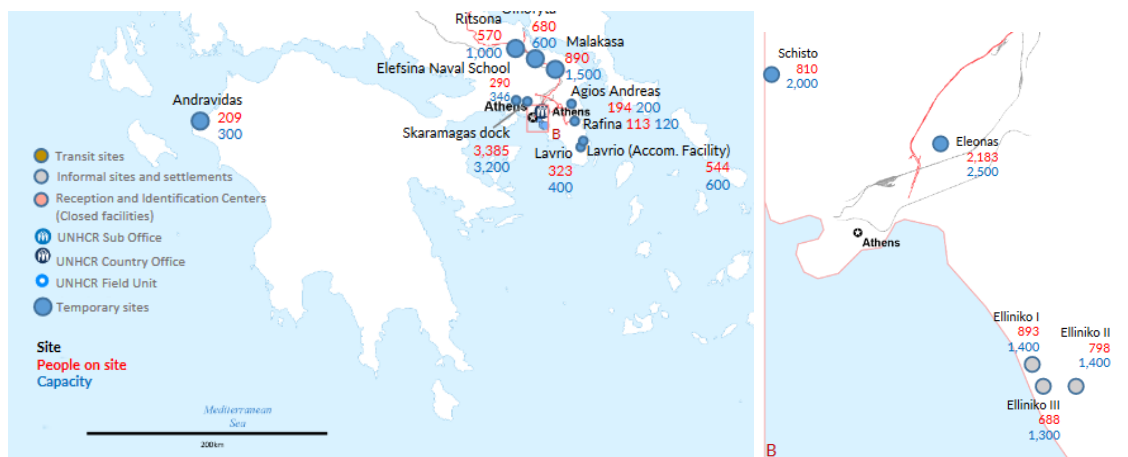 Ritsona
570
1,000
680
600
Malakasa
890
1,500
Elefsina Naval School
290
346
Athens
Athens
Agios Andreas
194 200
Rafina 113 120
B
Skaramagas dock
3,385
3,200
Lavrio
323
400
Lavrio (Accom. Facility)
544
600
Andravidas
209
300
Transit sites
Informal sites and settlements
Reception and Identification Centers
(Closed facilities)
UNHCR Sub Office
UNHCR Country Office
UNHCR Field Unit
Temporary sites
Site
People on site
Capacity
Mediterranean
Sea
200km
Schisto
810
2,000
Eleonas
2,183
2,500
Athens
Elliniko I
893
1,400
Elliniko II
798
1,400
Elliniko III
688
1,300
B